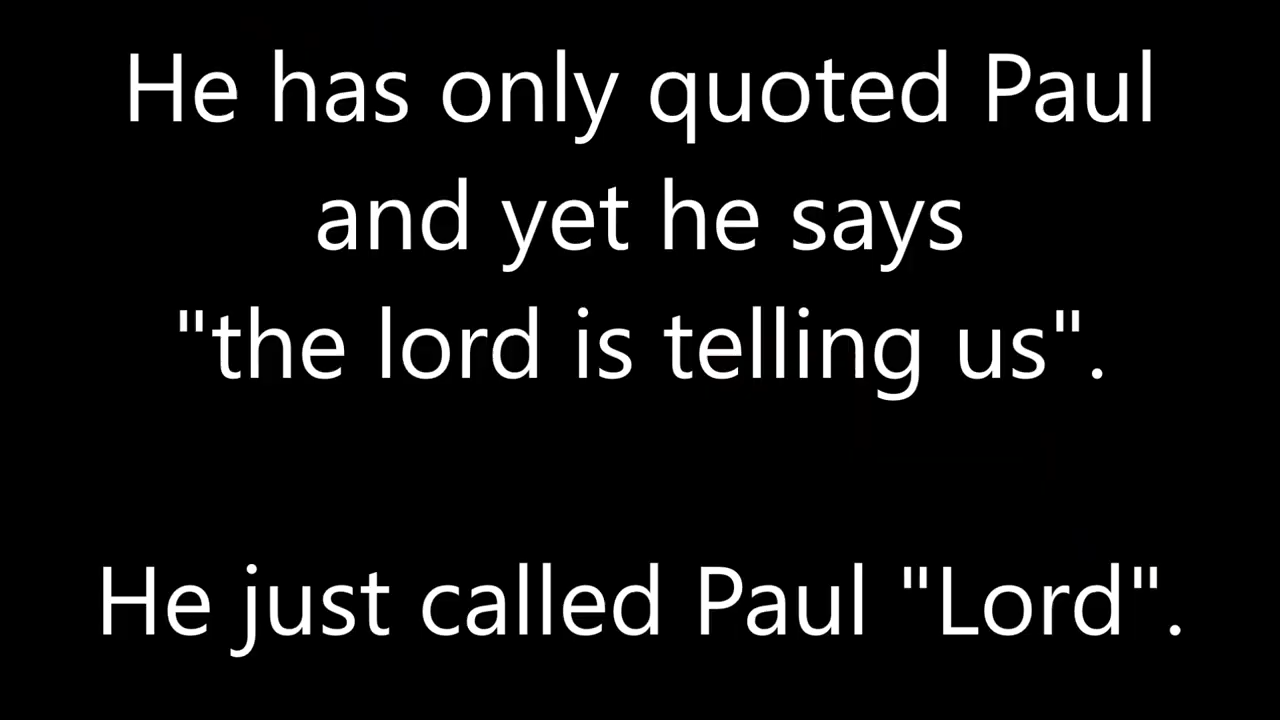 He has only quoted Paul
and yet he says
"the lord is telling us".
He just called Paul "Lord".